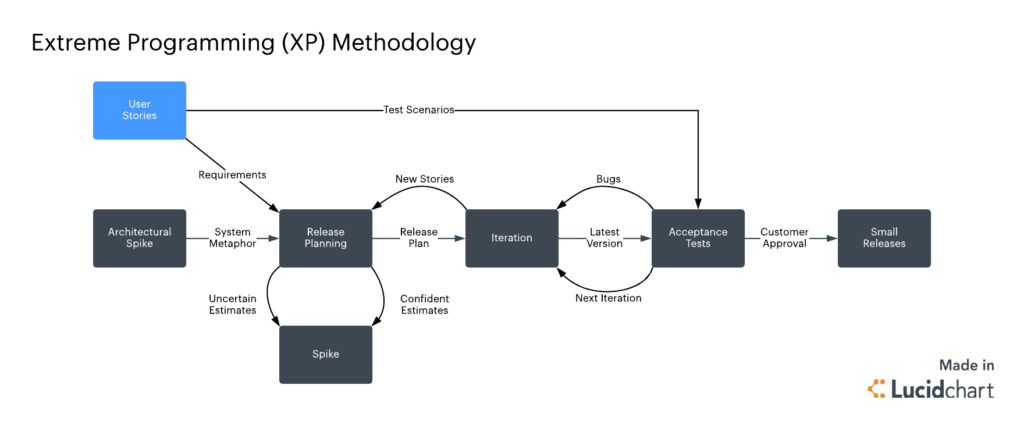 Extreme Programming (XP) Methodology
User
Stories
Test Scenarios
Requirements
New Stories
Bugs
Architectural
Spike
System
Metaphor
Release
Planning
Release
Plan
Iteration
Latest
Version
Acceptance
Tests
Customer
Approval
Small
Releases
Uncertain
Estimates
Confident
Estimates
Next Iteration
Spike
Made in
Lucidchart